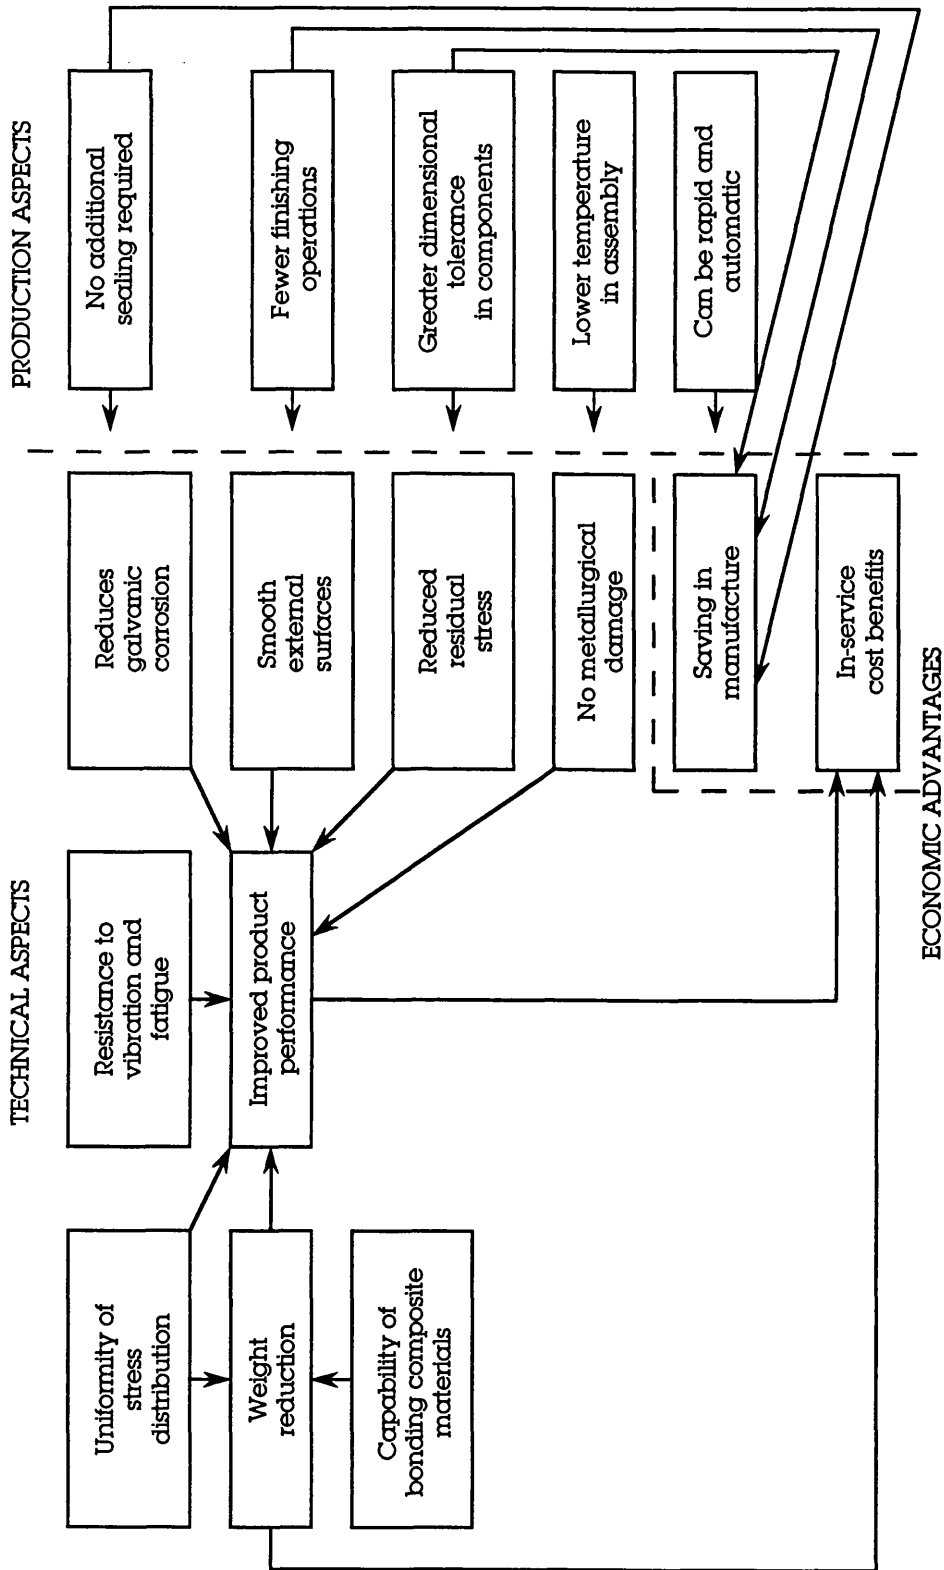 TECHNICAL ASPECTS
PRODUCTION ASPECTS
Uniformity of
stress
distribution
Resistance to
vibration and
fatigue
Reduces
galvanic
corrosion
No additional
sealing required
Weight
reduction
Improved product
performance
Smooth
external
surfaces
Fewer finishing
operations
Capability of
bonding composite
materials
Reduced
residual
stress
Greater dimensional
tolerance
in components
No metallurgical
damage
Lower temperature
in assembly
Saving in
manufacture
Can be rapid and
automatic
In-service
cost benefits
ECONOMIC ADVANTAGES